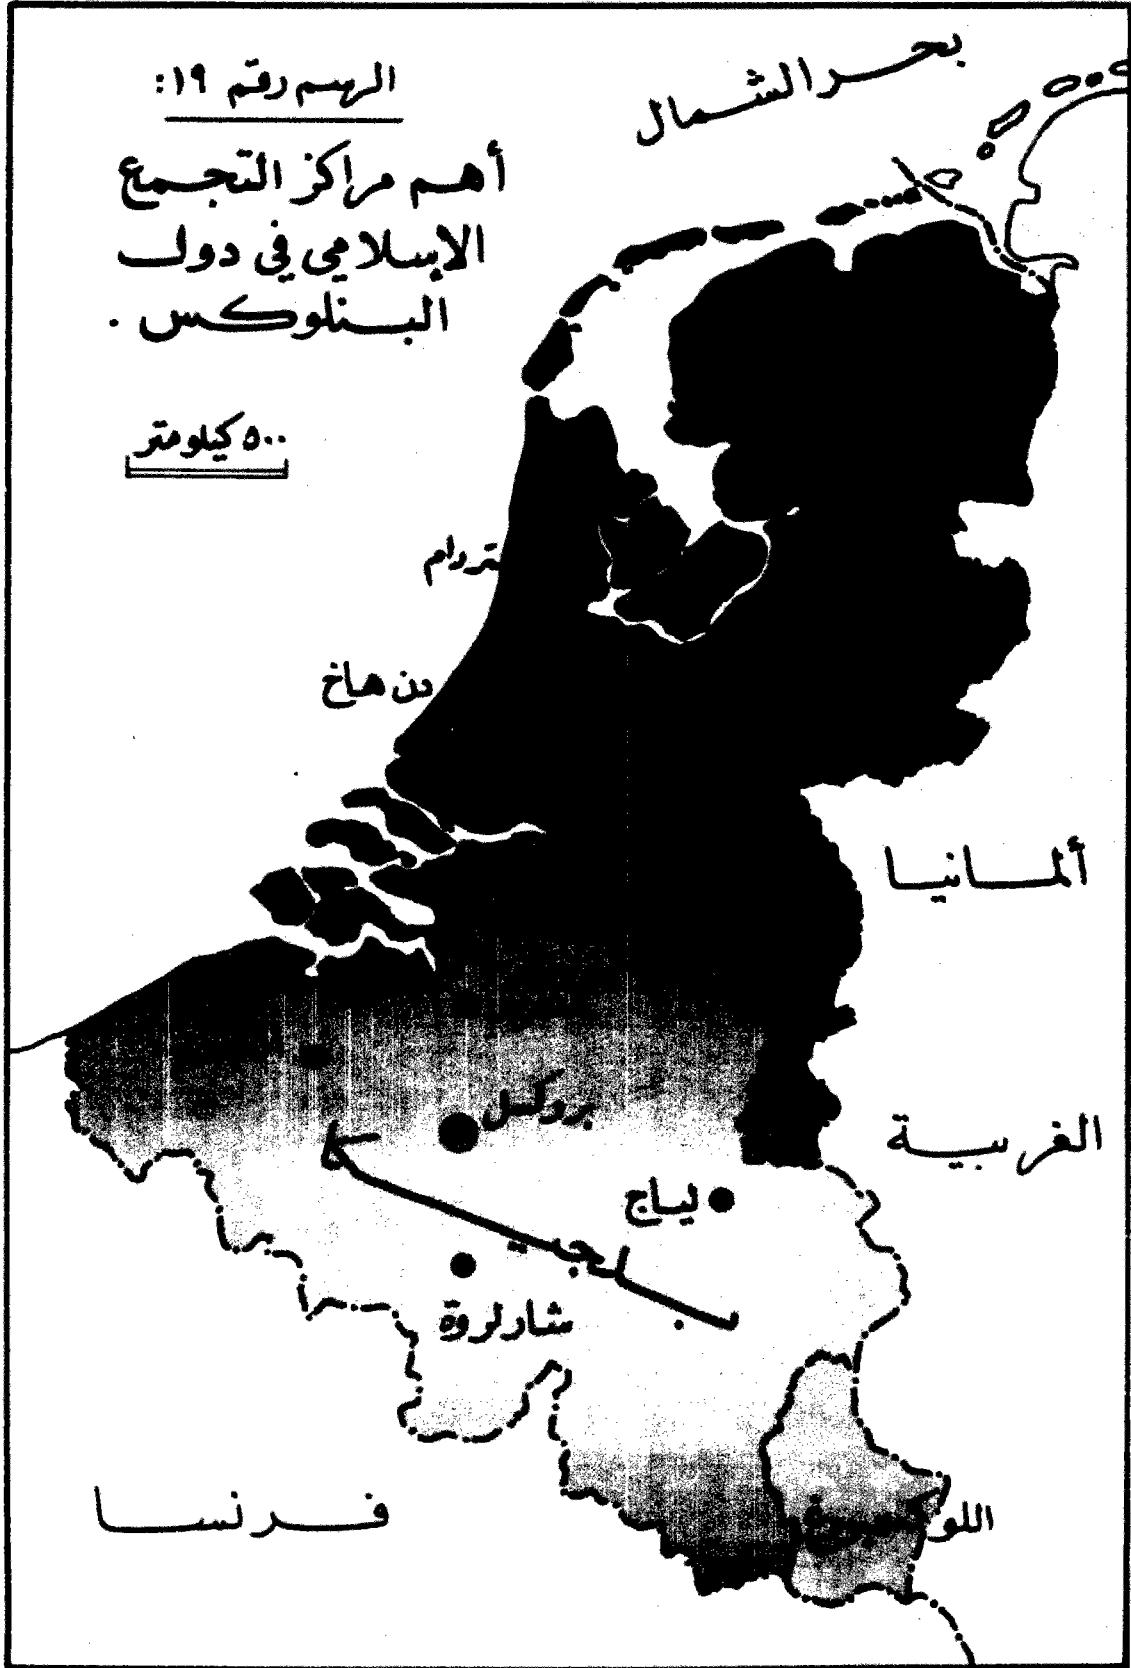 الرسم رقم ١٩:
أهم مراكز التجمع
الإسلامي في دول
البنلوكس .
٥٠٠ كيلومتر
بحر الشمال
تردام
دن هاخ
ألمانيا
الغربية
بروكسل
لياج
بلجيكا
شارلروة
فرنسا